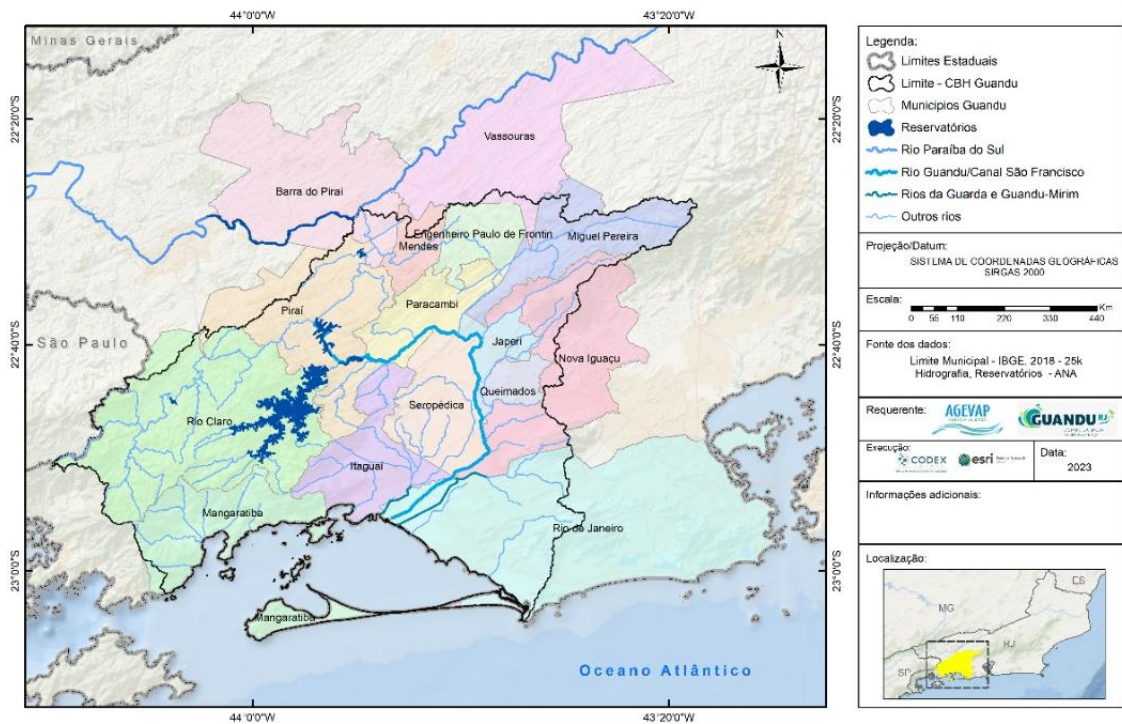 44°0'0"W
43°20'0"W
Minas Gerais
N
22°20'0"S
22°20'0"S
Vassouras
Barra do Piraí
Engenheiro Paulo de Frontin
Mendes
Miguel Pereira
Paracambi
Piraí
São Paulo
22°40'0"S
22°40'0"S
Japeri
Nova Iguaçu
Queimados
Seropédica
Rio Claro
Itaguaí
Mangaratiba
Rio de Janeiro
23°0'0"S
23°0'0"S
Mangaratiba
Oceano Atlântico
44°0'0"W
43°20'0"W
Legenda:
Limites Estaduais
Limite - CBH Guandu
Municipios Guandu
Reservatórios
Rio Paraíba do Sul
Rio Guandu/Canal São Francisco
Rios da Guarda e Guandu-Mirim
Outros rios
Projeção/Datum:
SISTEMA DE COORDENADAS GEOGRÁFICAS
SIRGAS 2000
Escala:
Km
0 55 110 220 330 440
Fonte dos dados:
Limite Municipal - IBGE, 2018 - 25k
Hidrografia, Reservatórios - ANA
Requerente:
AGEVAP
GUANDU RJ
Execução:
CODEX
esri
Data:
2023
Informações adicionais:
Localização:
ES
MG
RJ
SP